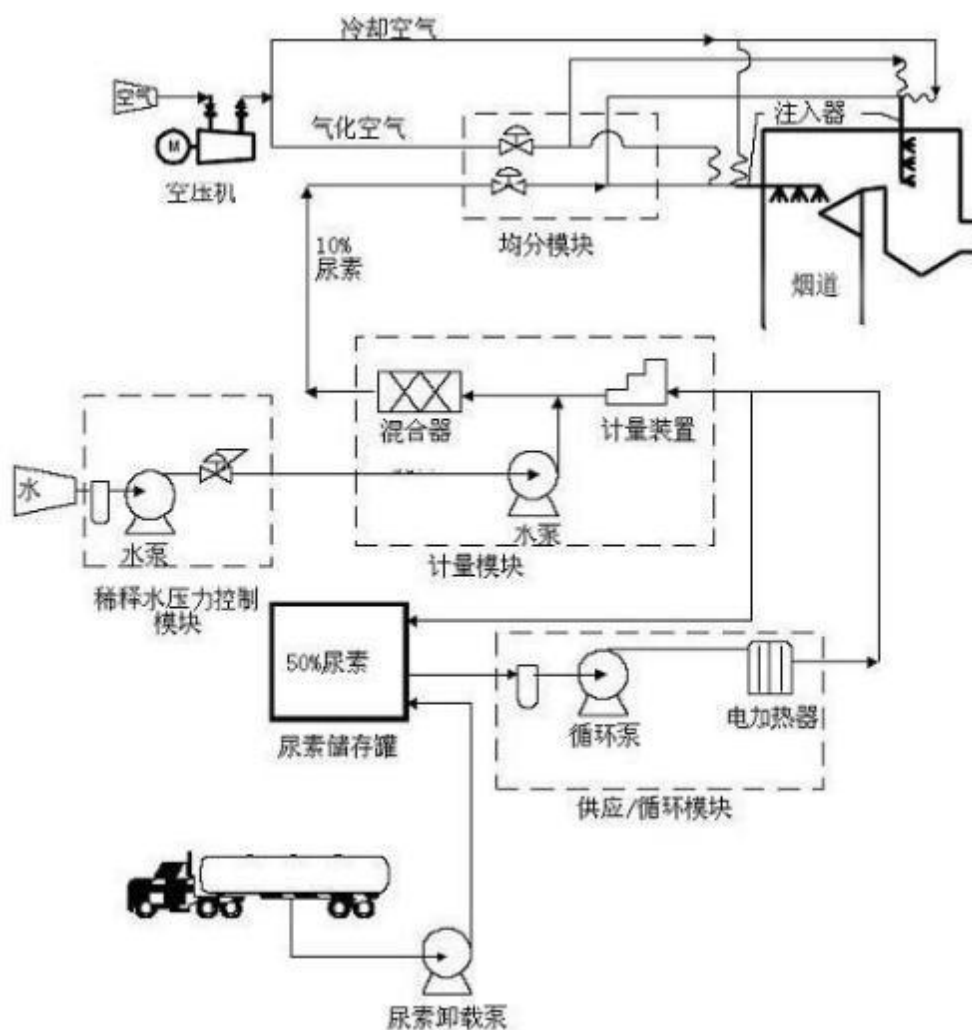 冷却空气
空气
气化空气
注入器
M
空压机
均分模块
10%
尿素
烟道
混合器
计量装置
水
水泵
水泵
计量模块
稀释水压力控制
模块
50%尿素
循环泵
电加热器
尿素储存罐
供应/循环模块
尿素卸载泵